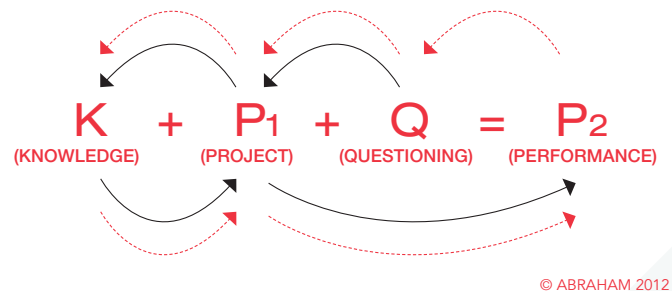 K + P1 + Q = P2
(KNOWLEDGE) (PROJECT) (QUESTIONING) (PERFORMANCE)
© ABRAHAM 2012